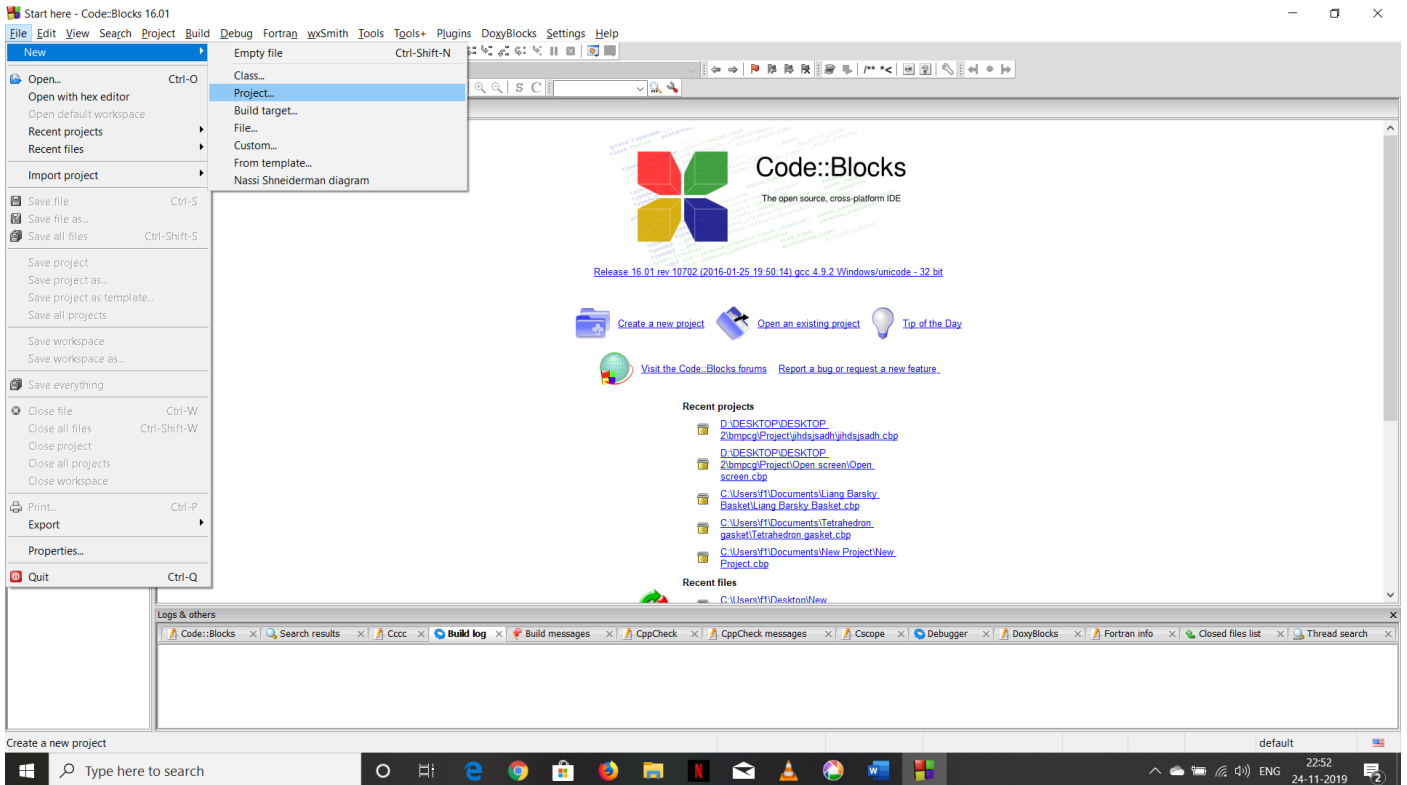 Start here - Code::Blocks 16.01
File Edit View Search Project Build Debug Fortran wxSmith Tools Tools+ Plugins DoxyBlocks Settings Help
New
Open... Ctrl-O
Open with hex editor
Open default workspace
Recent projects
Recent files
Import project
Save file Ctrl-S
Save file as...
Save all files Ctrl-Shift-S
Save project
Save project as...
Save project as template...
Save all projects
Save workspace
Save workspace as...
Save everything
Close file Ctrl-W
Close all files Ctrl-Shift-W
Close project
Close all projects
Close workspace
Print... Ctrl-P
Export
Properties...
Quit Ctrl-Q
Empty file Ctrl-Shift-N
Class...
Project...
Build target...
File...
Custom...
From template...
Nassi Shneiderman diagram
S C
/** *<
Code::Blocks
The open source, cross-platform IDE
Release 16.01 rev 10702 (2016-01-25 19:50:14) gcc 4.9.2 Windows/unicode - 32 bit
Create a new project Open an existing project Tip of the Day
Visit the Code::Blocks forums Report a bug or request a new feature
Recent projects
D:\DESKTOP\DESKTOP
2\bmpcg\Project\jihdsjsadh\jihdsjsadh.cbp
D:\DESKTOP\DESKTOP
2\bmpcg\Project\Open screen\Open
screen.cbp
C:\Users\f1\Documents\Liang Barsky
Basket\Liang Barsky Basket.cbp
C:\Users\f1\Documents\Tetrahedron
gasket\Tetrahedron gasket.cbp
C:\Users\f1\Documents\New Project\New
Project.cbp
Recent files
C:\Users\f1\Desktop\New
Logs & others
Code::Blocks Search results Cccc Build log Build messages CppCheck CppCheck messages Cscope Debugger DoxyBlocks Fortran info Closed files list Thread search
Create a new project default
Type here to search
N
W
ENG
22:52
24-11-2019
2